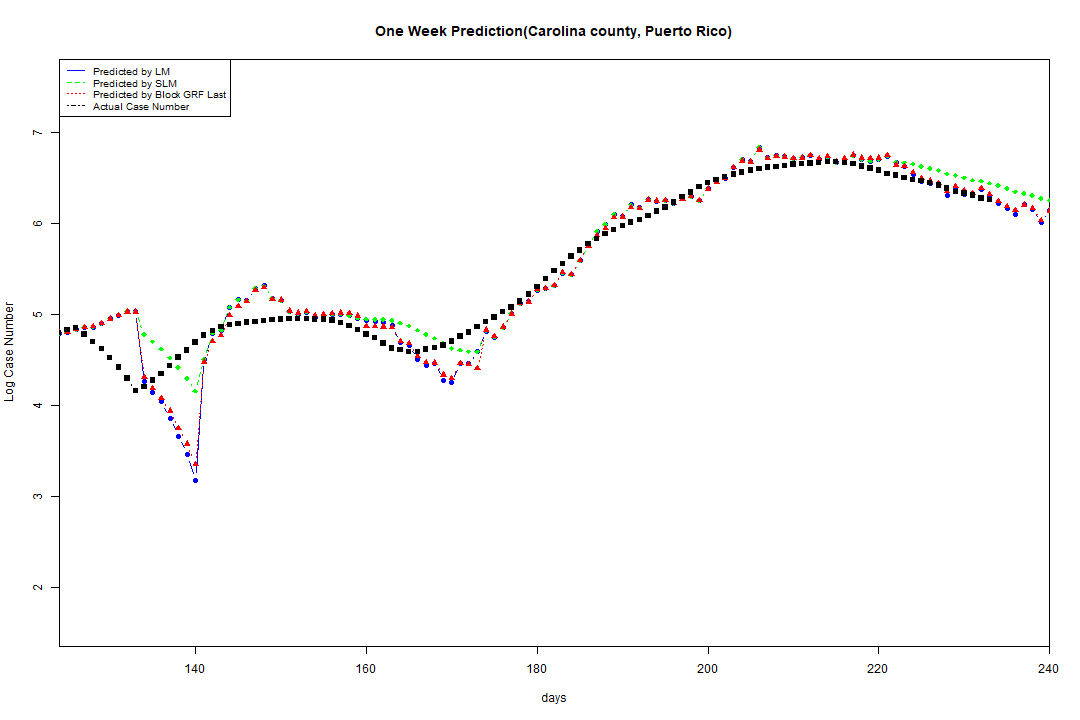 One Week Prediction(Carolina county, Puerto Rico)
Predicted by LM
Predicted by SLM
Predicted by Block GRF Last
Actual Case Number
7
6
5
4
3
2
Log Case Number
140 160 180 200 220 240
days